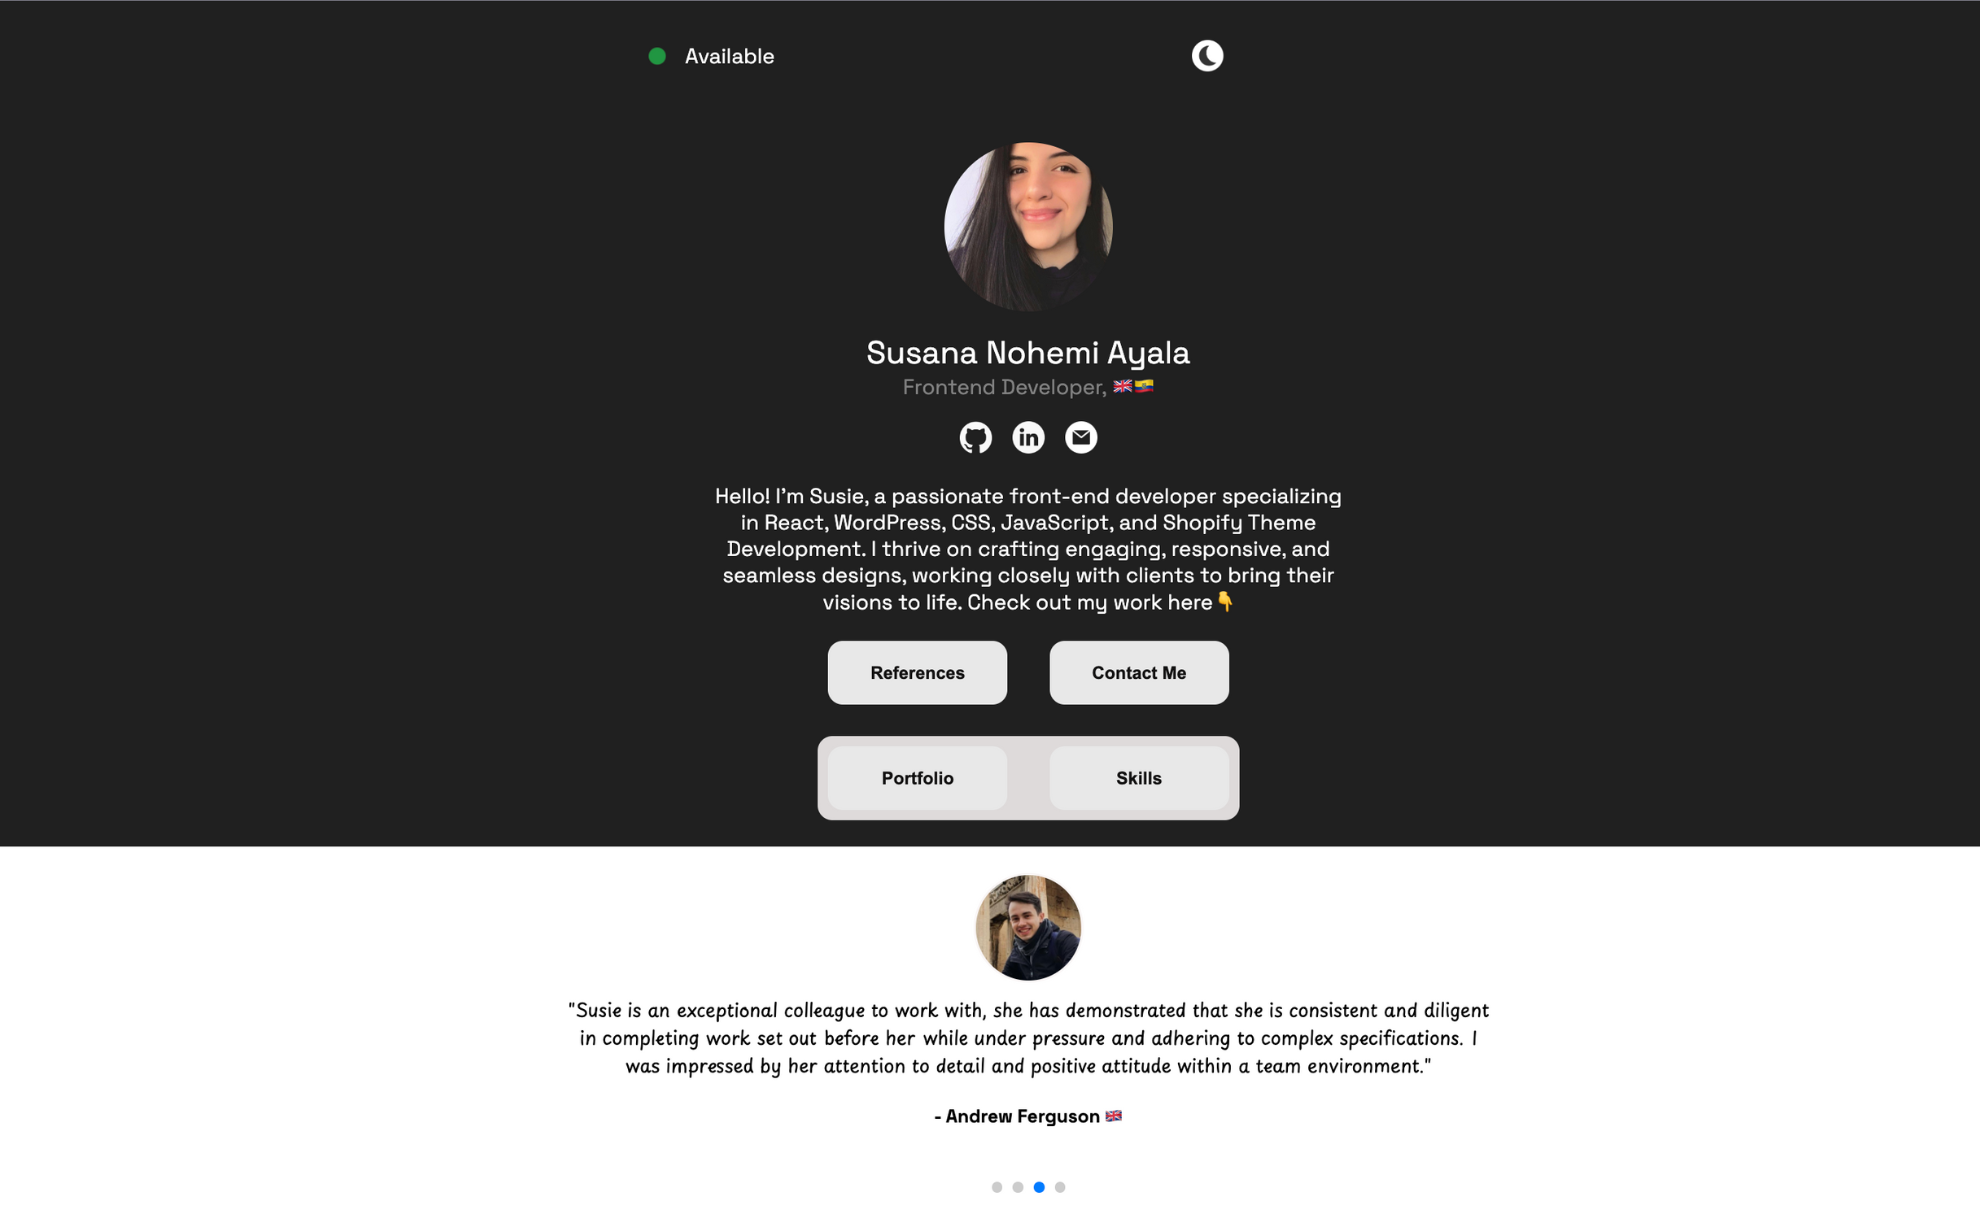 Available
Susana Nohemi Ayala
Frontend Developer, 🇬🇧🇪🇨
in
Hello! I'm Susie, a passionate front-end developer specializing
in React, WordPress, CSS, JavaScript, and Shopify Theme
Development. I thrive on crafting engaging, responsive, and
seamless designs, working closely with clients to bring their
visions to life. Check out my work here👇
References
Contact Me
Portfolio
Skills
"Susie is an exceptional colleague to work with, she has demonstrated that she is consistent and diligent
in completing work set out before her while under pressure and adhering to complex specifications. I
was impressed by her attention to detail and positive attitude within a team environment."
- Andrew Ferguson 🇬🇧